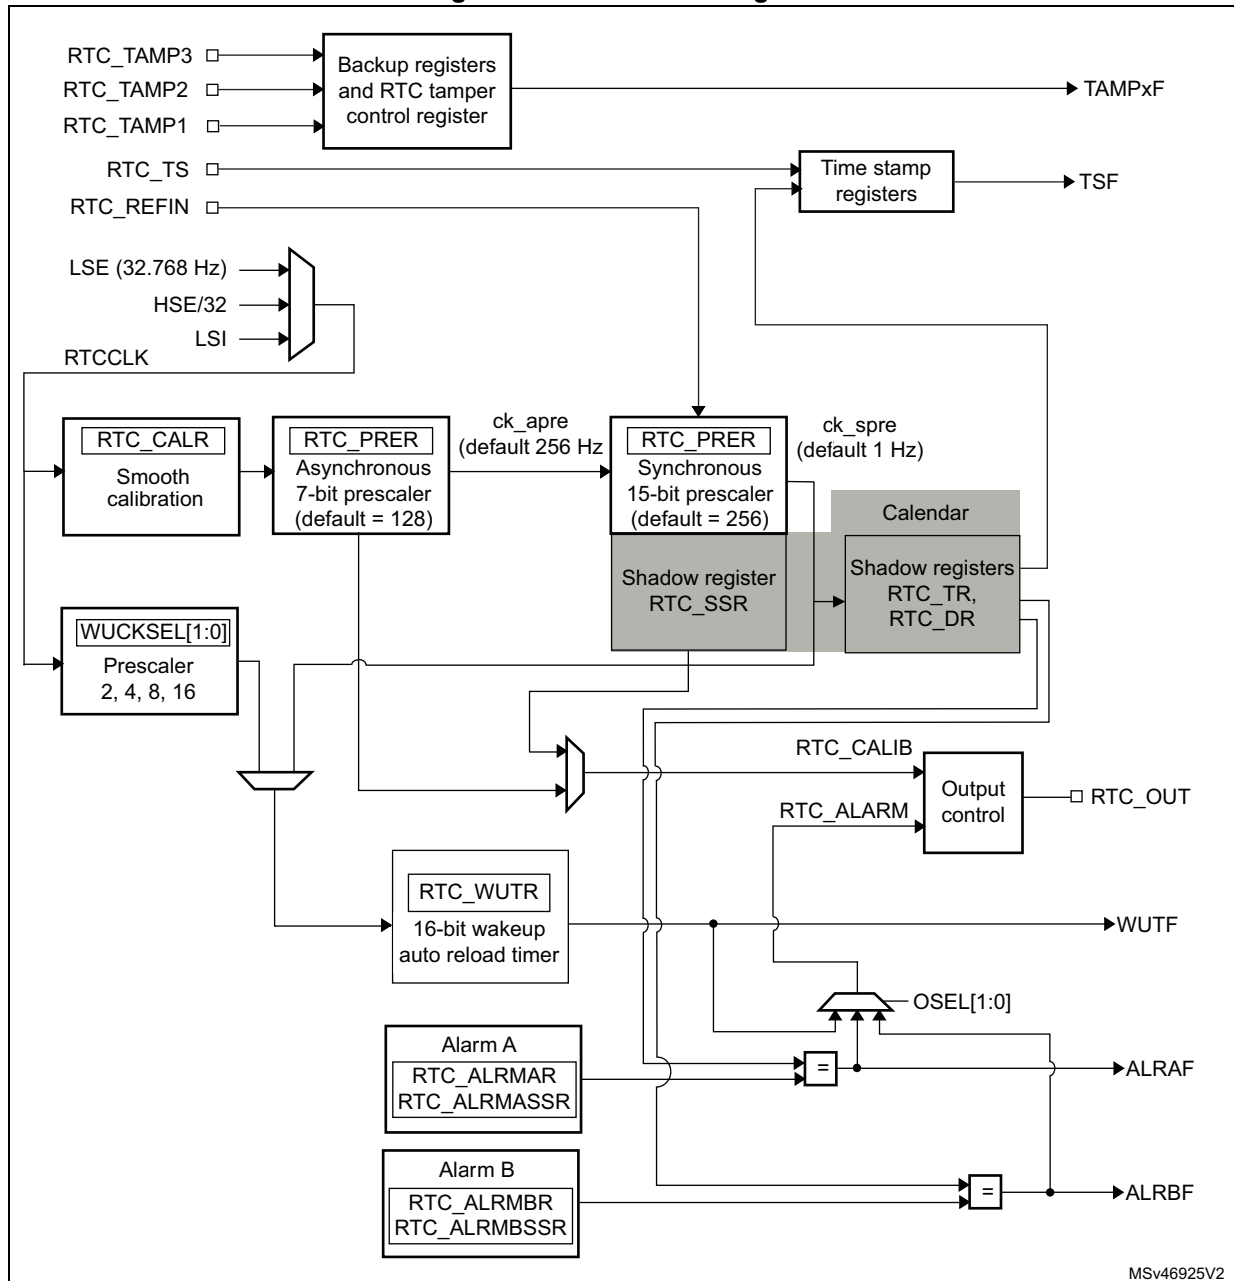 RTC_TAMP3
RTC_TAMP2
RTC_TAMP1
Backup registers
and RTC tamper
control register
TAMPxF
RTC_TS
RTC_REFIN
Time stamp
registers
TSF
LSE (32.768 Hz)
HSE/32
LSI
RTCCLK
RTC_CALR
Smooth
calibration
RTC_PRER
Asynchronous
7-bit prescaler
(default = 128)
ck_apre
(default 256 Hz
RTC_PRER
Synchronous
15-bit prescaler
(default = 256)
ck_spre
(default 1 Hz)
Calendar
Shadow register
RTC_SSR
Shadow registers
RTC_TR,
RTC_DR
WUCKSEL[1:0]
Prescaler
2, 4, 8, 16
RTC_CALIB
RTC_ALARM
Output
control
RTC_OUT
RTC_WUTR
16-bit wakeup
auto reload timer
WUTF
OSEL[1:0]
Alarm A
RTC_ALRMAR
RTC_ALRMASSR
=
ALRAF
Alarm B
RTC_ALRMBR
RTC_ALRMBSSR
=
ALRBF
MSv46925V2